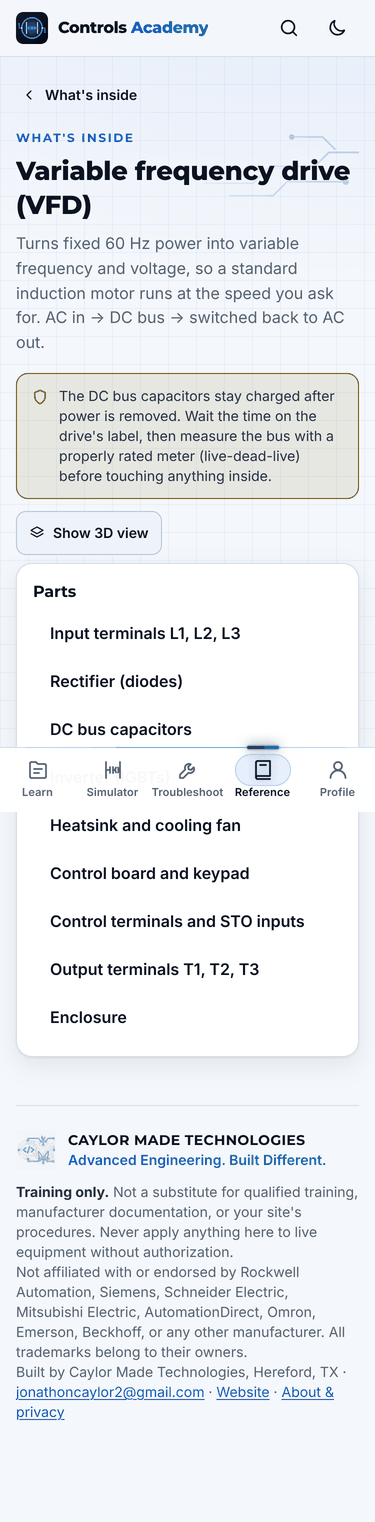 Controls Academy
What's inside
WHAT'S INSIDE
Variable frequency drive
(VFD)
Turns fixed 60 Hz power into variable
frequency and voltage, so a standard
induction motor runs at the speed you ask
for. AC in → DC bus → switched back to AC
out.
The DC bus capacitors stay charged after
power is removed. Wait the time on the
drive's label, then measure the bus with a
properly rated meter (live-dead-live)
before touching anything inside.
Show 3D view
Parts
Input terminals L1, L2, L3
Rectifier (diodes)
DC bus capacitors
Inverter (IGBTs)
Learn Simulator Troubleshoot Reference Profile
Heatsink and cooling fan
Control board and keypad
Control terminals and STO inputs
Output terminals T1, T2, T3
Enclosure
CAYLOR MADE TECHNOLOGIES
Advanced Engineering. Built Different.
Training only. Not a substitute for qualified training,
manufacturer documentation, or your site's
procedures. Never apply anything here to live
equipment without authorization.
Not affiliated with or endorsed by Rockwell
Automation, Siemens, Schneider Electric,
Mitsubishi Electric, AutomationDirect, Omron,
Emerson, Beckhoff, or any other manufacturer. All
trademarks belong to their owners.
Built by Caylor Made Technologies, Hereford, TX ·
jonathoncaylor2@gmail.com · Website · About &
privacy